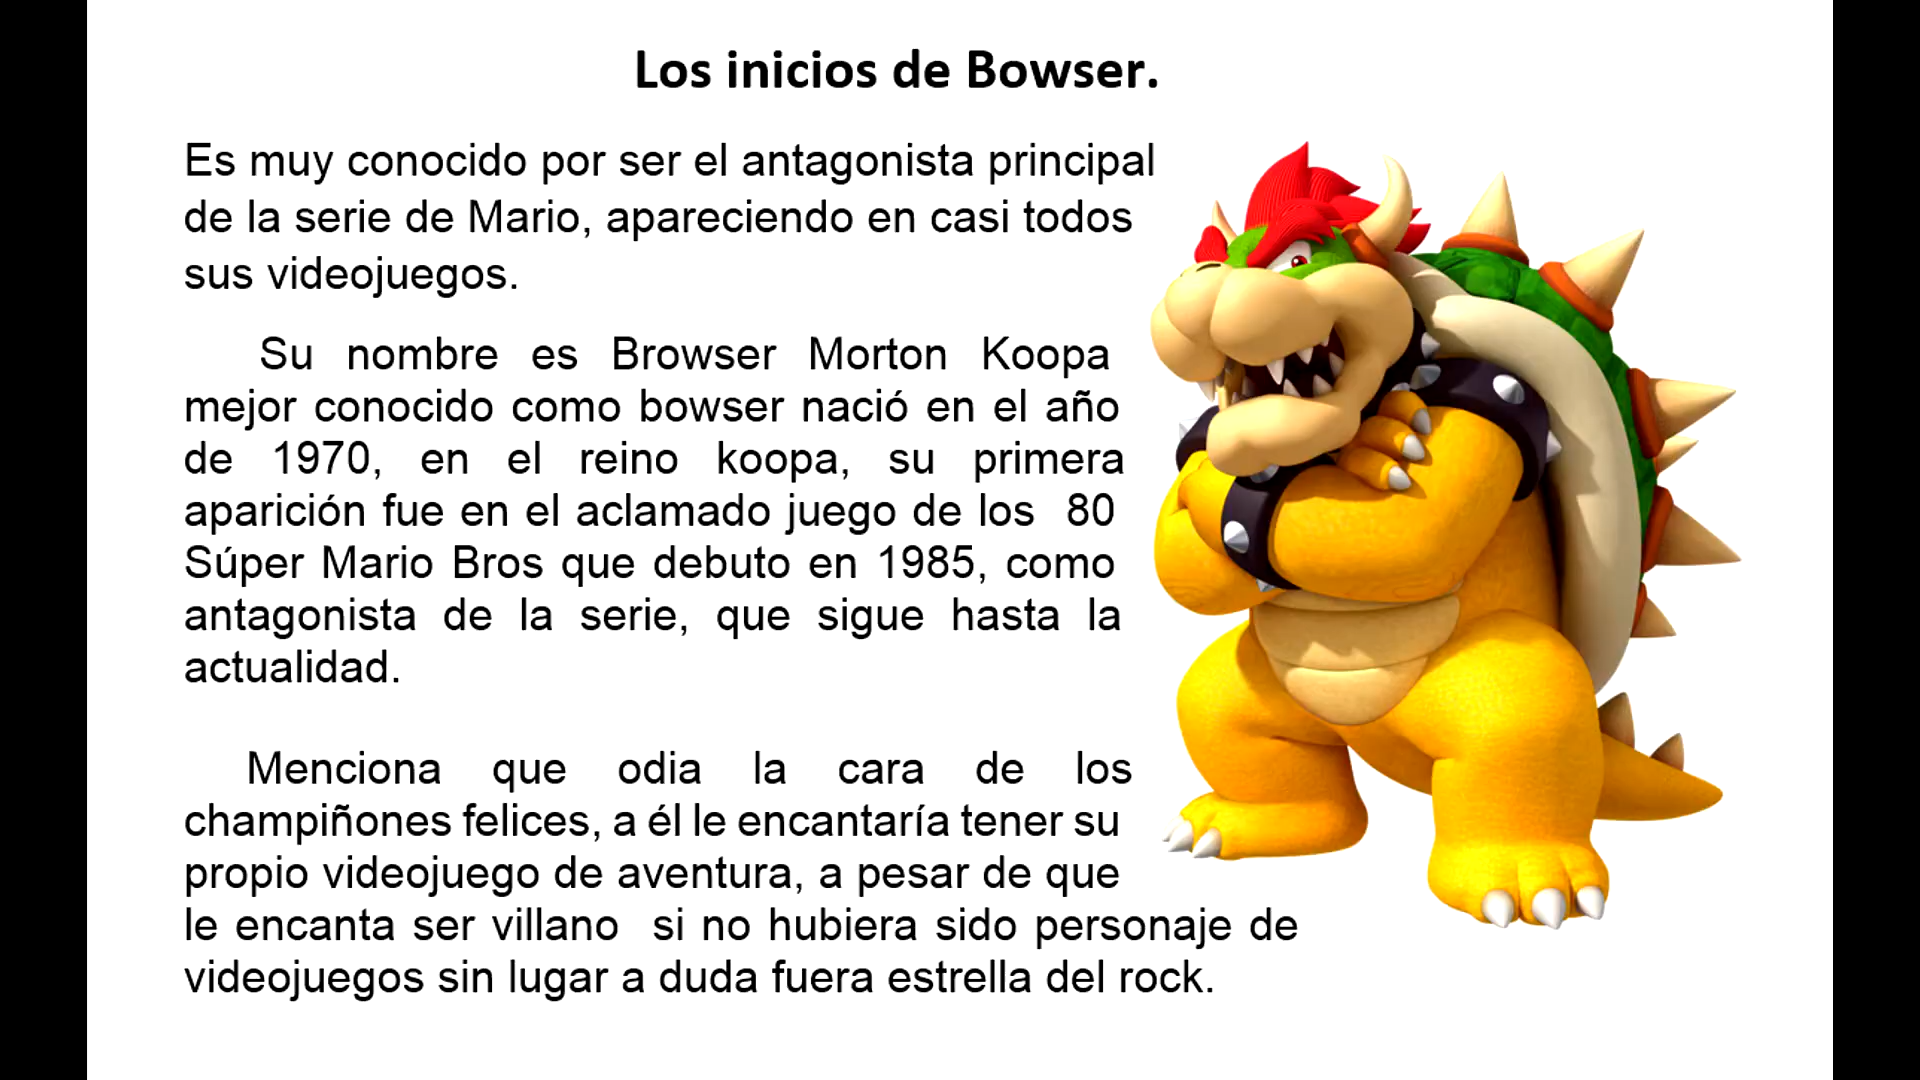 Los inicios de Bowser.
Es muy conocido por ser el antagonista principal
de la serie de Mario, apareciendo en casi todos
sus videojuegos.
Su nombre es Browser Morton Koopa
mejor conocido como bowser nació en el año
de 1970, en el reino koopa, su primera
aparición fue en el aclamado juego de los 80
Súper Mario Bros que debuto en 1985, como
antagonista de la serie, que sigue hasta la
actualidad.
Menciona que odia la cara de los
champiñones felices, a él le encantaría tener su
propio videojuego de aventura, a pesar de que
le encanta ser villano si no hubiera sido personaje de
videojuegos sin lugar a duda fuera estrella del rock.